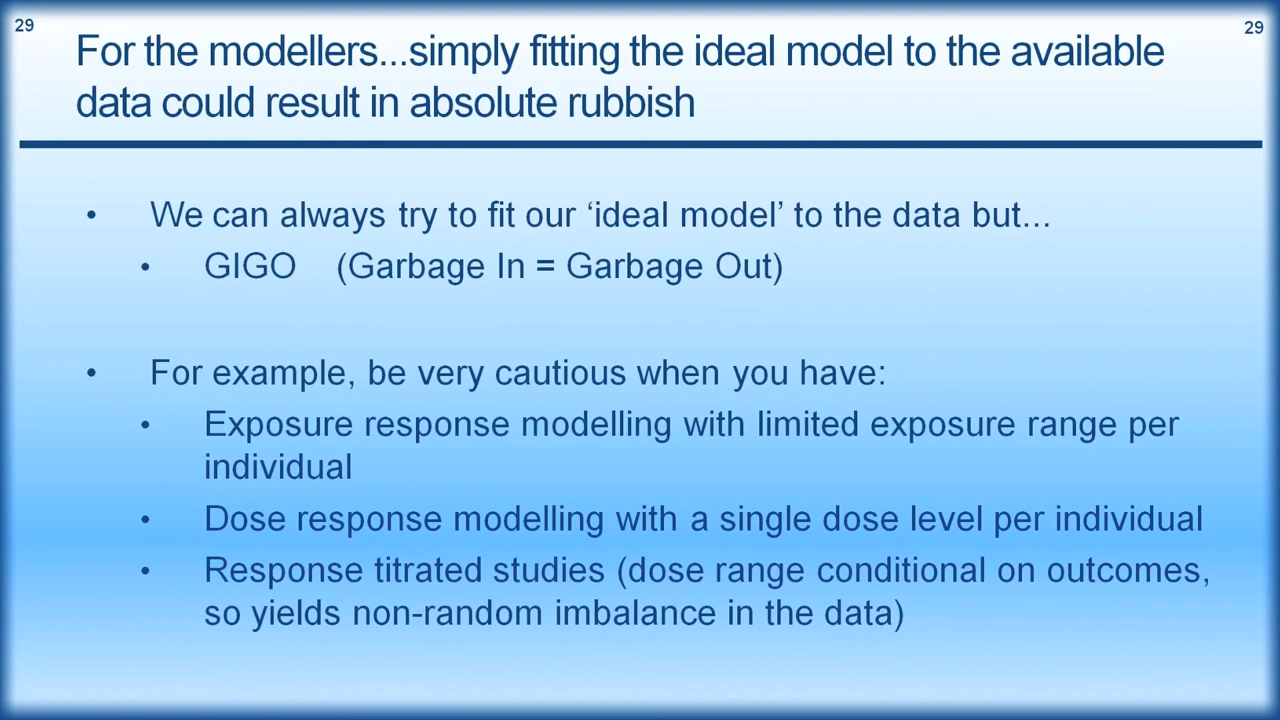 29
29
For the modellers...simply fitting the ideal model to the available
data could result in absolute rubbish
• We can always try to fit our ‘ideal model’ to the data but...
• GIGO (Garbage In = Garbage Out)
• For example, be very cautious when you have:
• Exposure response modelling with limited exposure range per
individual
• Dose response modelling with a single dose level per individual
• Response titrated studies (dose range conditional on outcomes,
so yields non-random imbalance in the data)